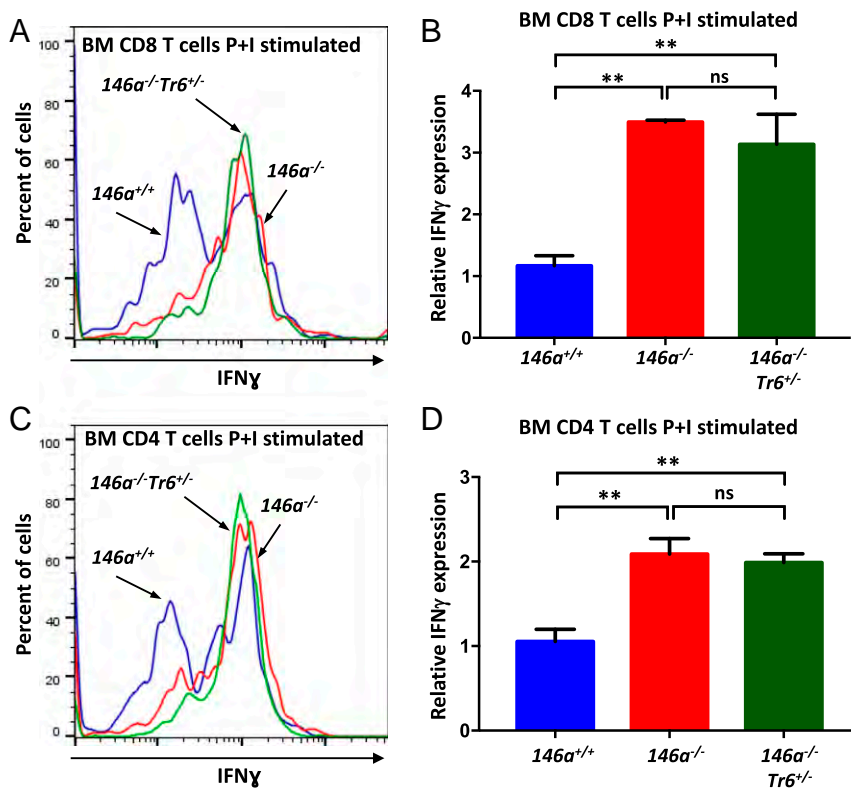 A
BM CD8 T cells P+I stimulated
146a-/-Tr6+/-
146a+/+
146a-/-
Percent of cells
100
80
60
40
20
0
IFNɣ
B
BM CD8 T cells P+I stimulated
**
**
ns
Relative IFNγ expression
4
3
2
1
0
146a+/+
146a-/-
146a-/-
Tr6+/-
C
BM CD4 T cells P+I stimulated
146a-/-Tr6+/-
146a-/-
146a+/+
Percent of cells
100
80
60
40
20
0
IFNɣ
D
BM CD4 T cells P+I stimulated
**
**
ns
Relative IFNγ expression
3
2
1
0
146a+/+
146a-/-
146a-/-
Tr6+/-